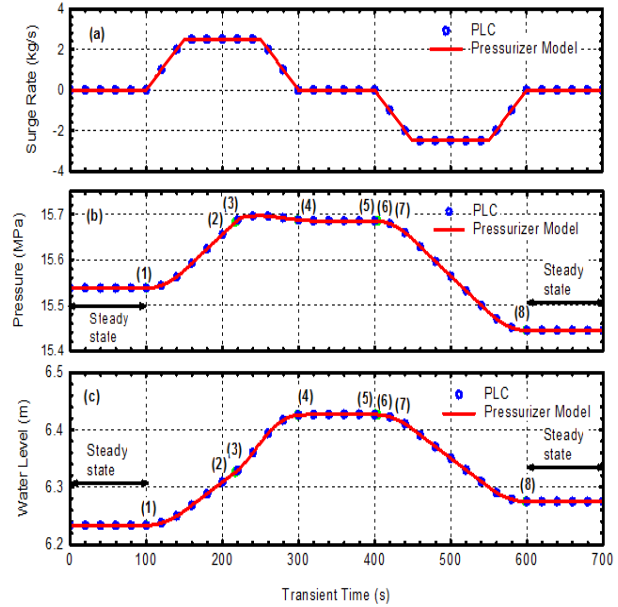 4
2
0
-2
-4
Surge Rate (kg/s)
(a)
PLC
Pressurizer Model
15.7
15.6
15.5
15.4
Pressure (MPa)
(b)
(1)
(2)
(3)
(4)
(5)
(6)
(7)
(8)
PLC
Pressurizer Model
Steady
state
Steady
state
6.5
6.4
6.3
6.2
Water Level (m)
(c)
(1)
(2)
(3)
(4)
(5)
(6)
(7)
(8)
PLC
Pressurizer Model
Steady
state
Steady
state
0
100
200
300
400
500
600
700
Transient Time (s)